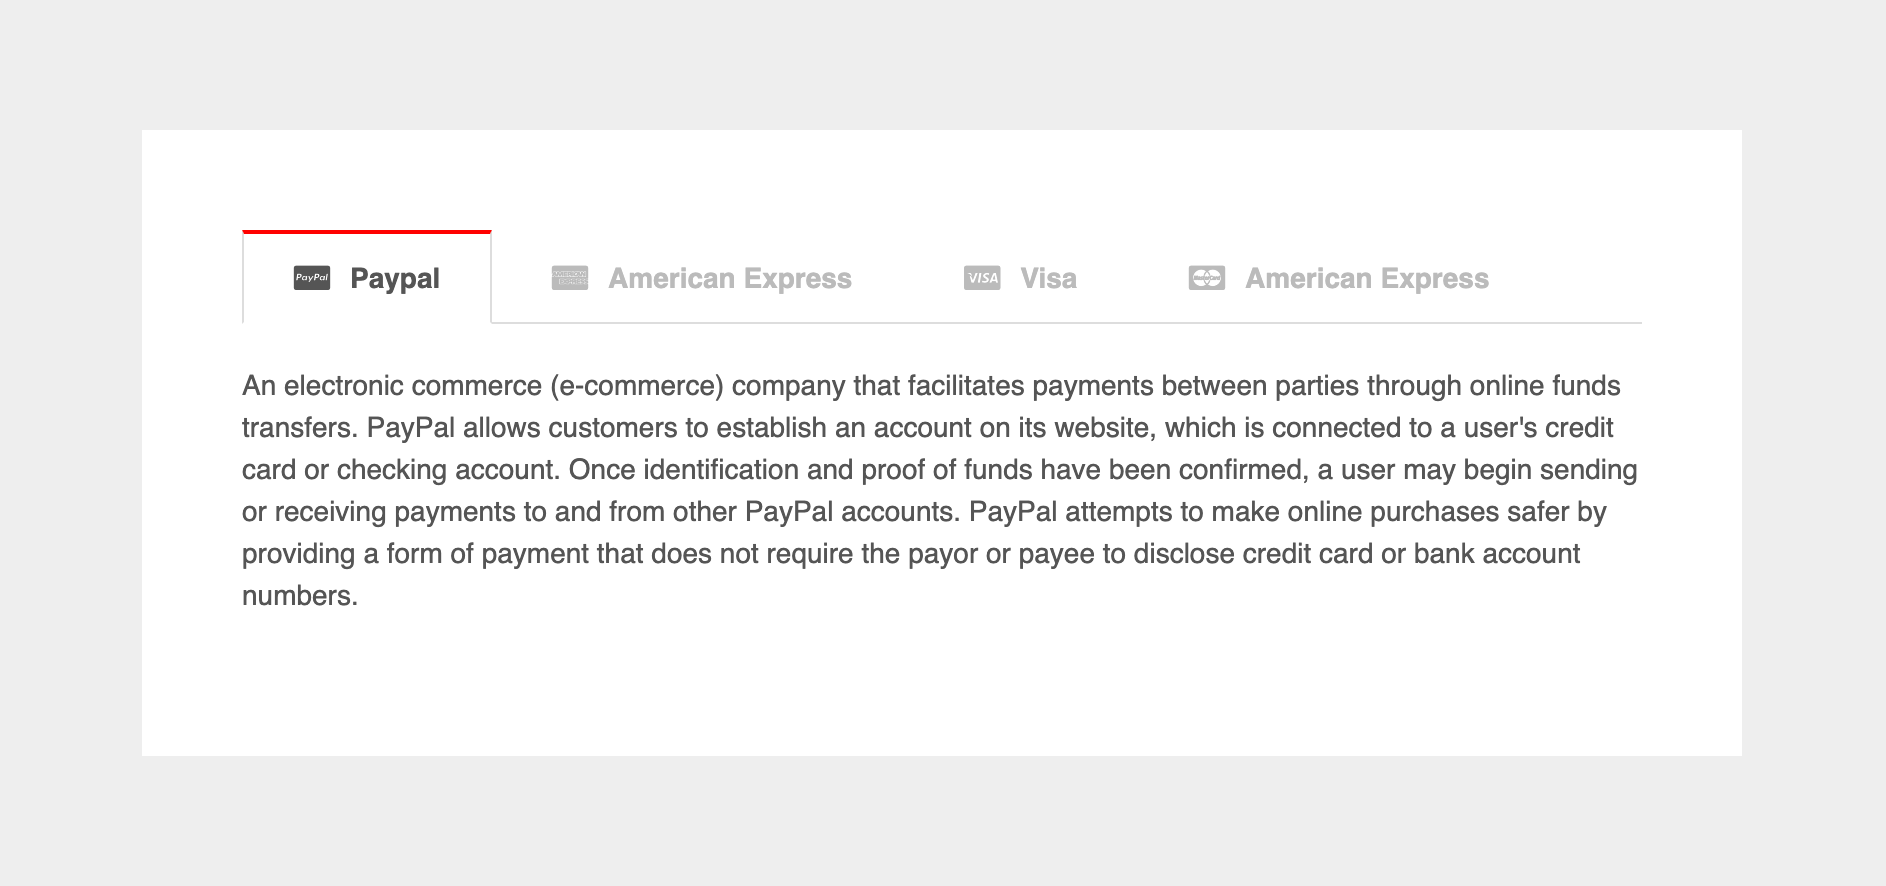 PayPal Paypal AMERICAN EXPRESS American Express VISA Visa MasterCard American Express
An electronic commerce (e-commerce) company that facilitates payments between parties through online funds
transfers. PayPal allows customers to establish an account on its website, which is connected to a user's credit
card or checking account. Once identification and proof of funds have been confirmed, a user may begin sending
or receiving payments to and from other PayPal accounts. PayPal attempts to make online purchases safer by
providing a form of payment that does not require the payor or payee to disclose credit card or bank account
numbers.